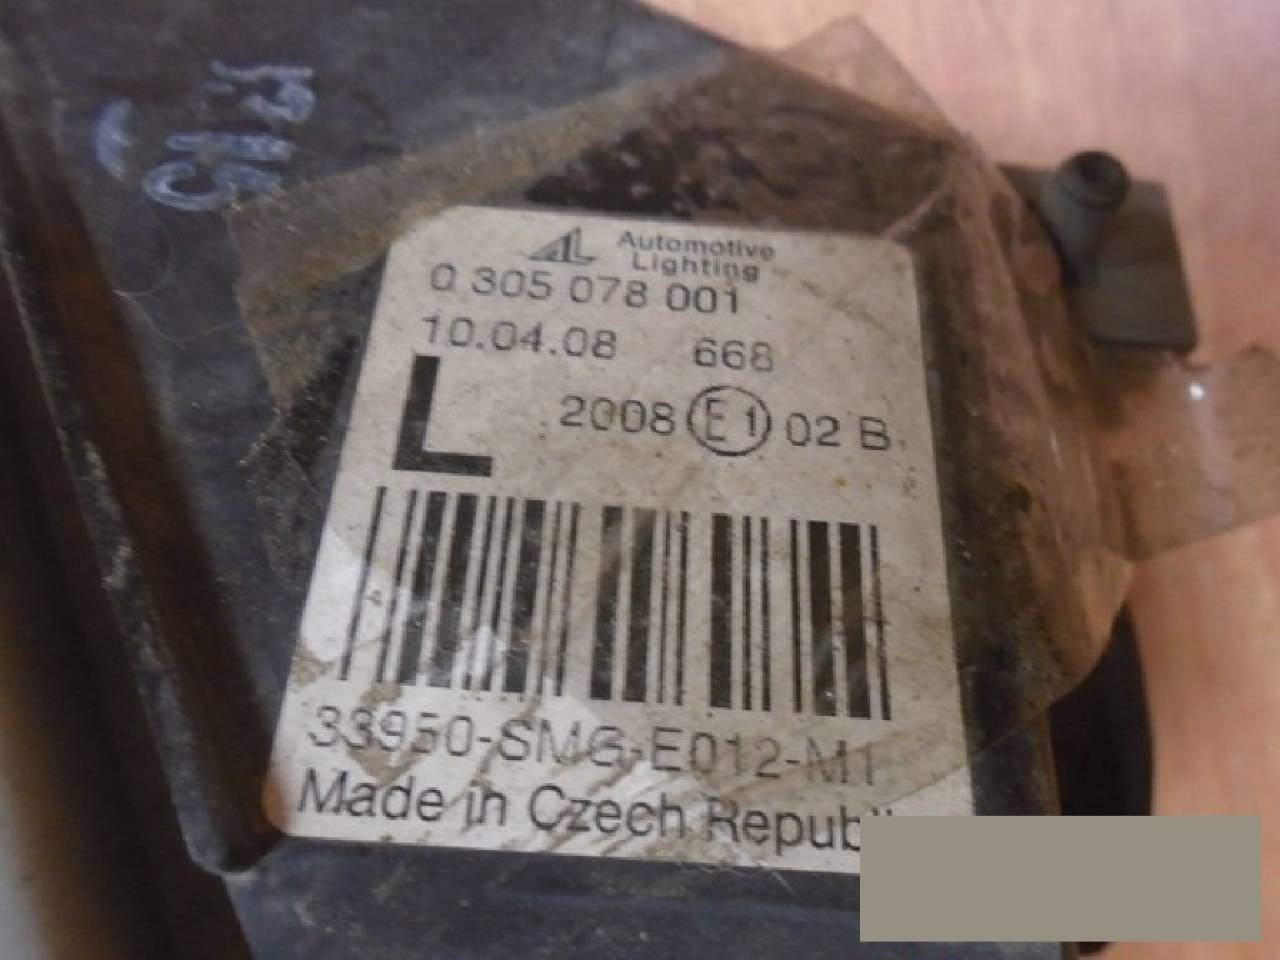 AL Automotive
Lighting
0 305 078 001
10.04.08 668
L
2008 E1 02 B
33950-SMG-E012-M1
Made in Czech